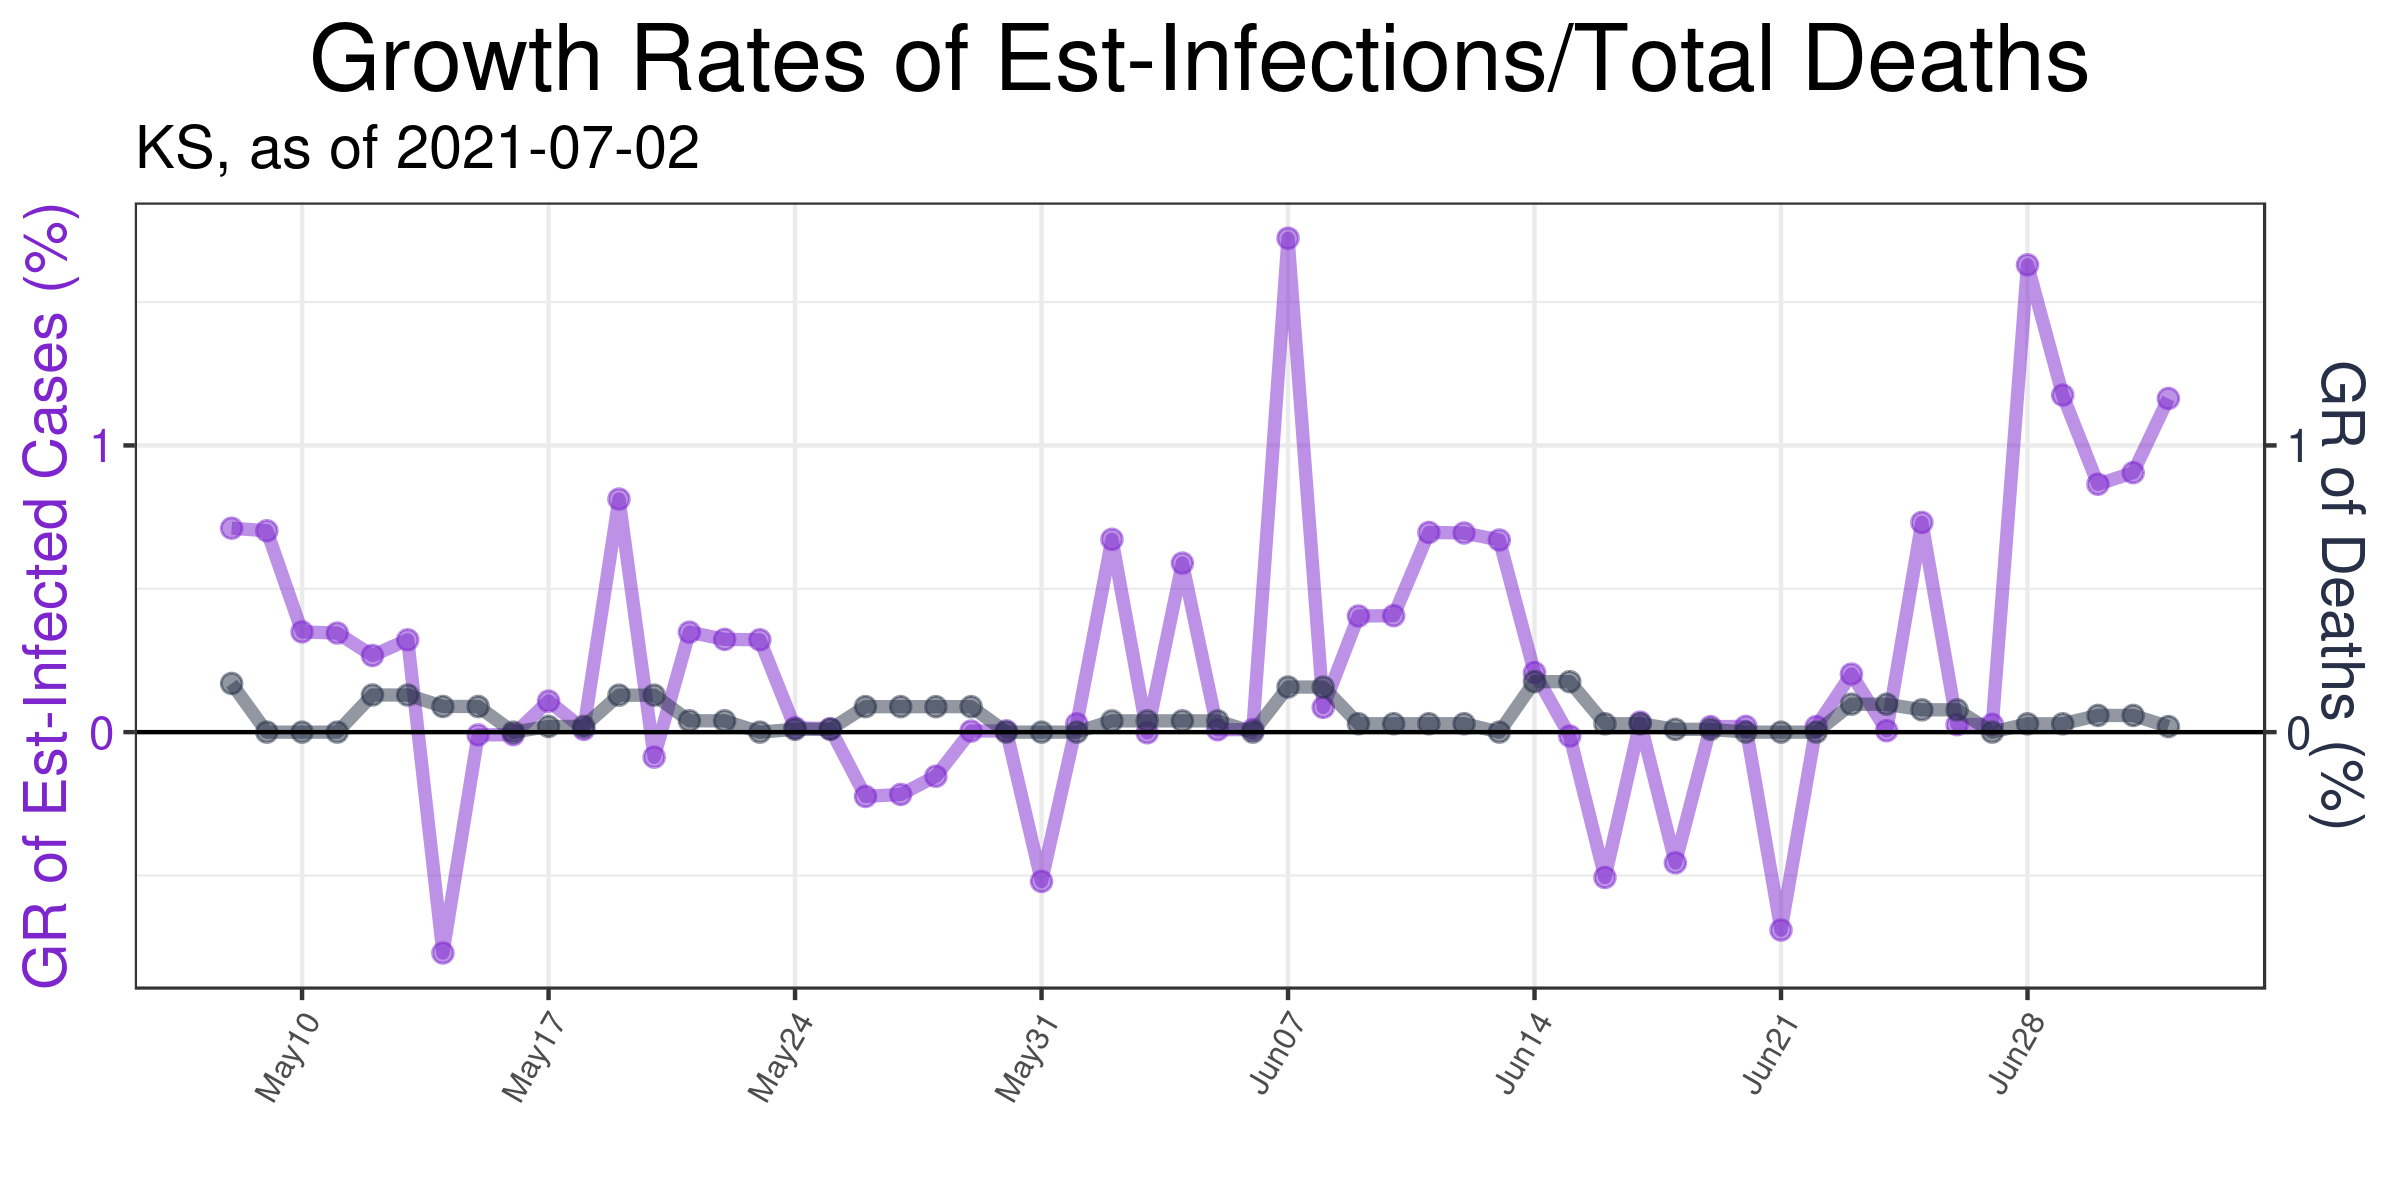 Growth Rates of Est-Infections/Total Deaths
KS, as of 2021-07-02
GR of Est-Infected Cases (%)
1
0
GR of Deaths (%)
1
0
May10
May17
May24
May31
Jun07
Jun14
Jun21
Jun28